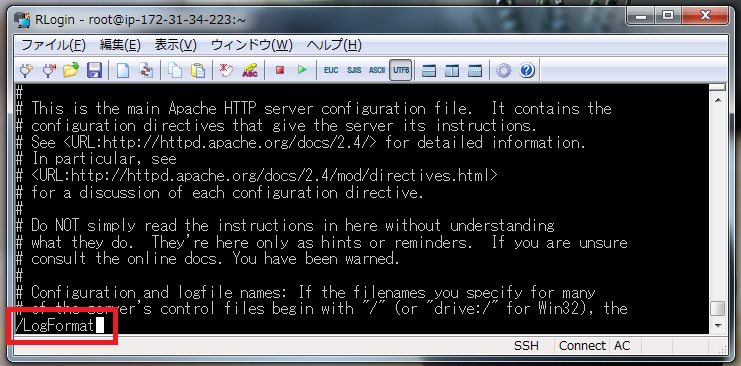 RLogin - root@ip-172-31-34-223:~
ファイル(F) 編集(E) 表示(V) ウィンドウ(W) ヘルプ(H)
ABC EUC SJIS ASCII UTF8
#
# This is the main Apache HTTP server configuration file.  It contains the
# configuration directives that give the server its instructions.
# See <URL:http://httpd.apache.org/docs/2.4/> for detailed information.
# In particular, see
# <URL:http://httpd.apache.org/docs/2.4/mod/directives.html>
# for a discussion of each configuration directive.
#
# Do NOT simply read the instructions in here without understanding
# what they do.  They're here only as hints or reminders.  If you are unsure
# consult the online docs. You have been warned.
#
# Configuration and logfile names: If the filenames you specify for many
# of the server's control files begin with "/" (or "drive:/" for Win32), the
/LogFormat
SSH Connect AC